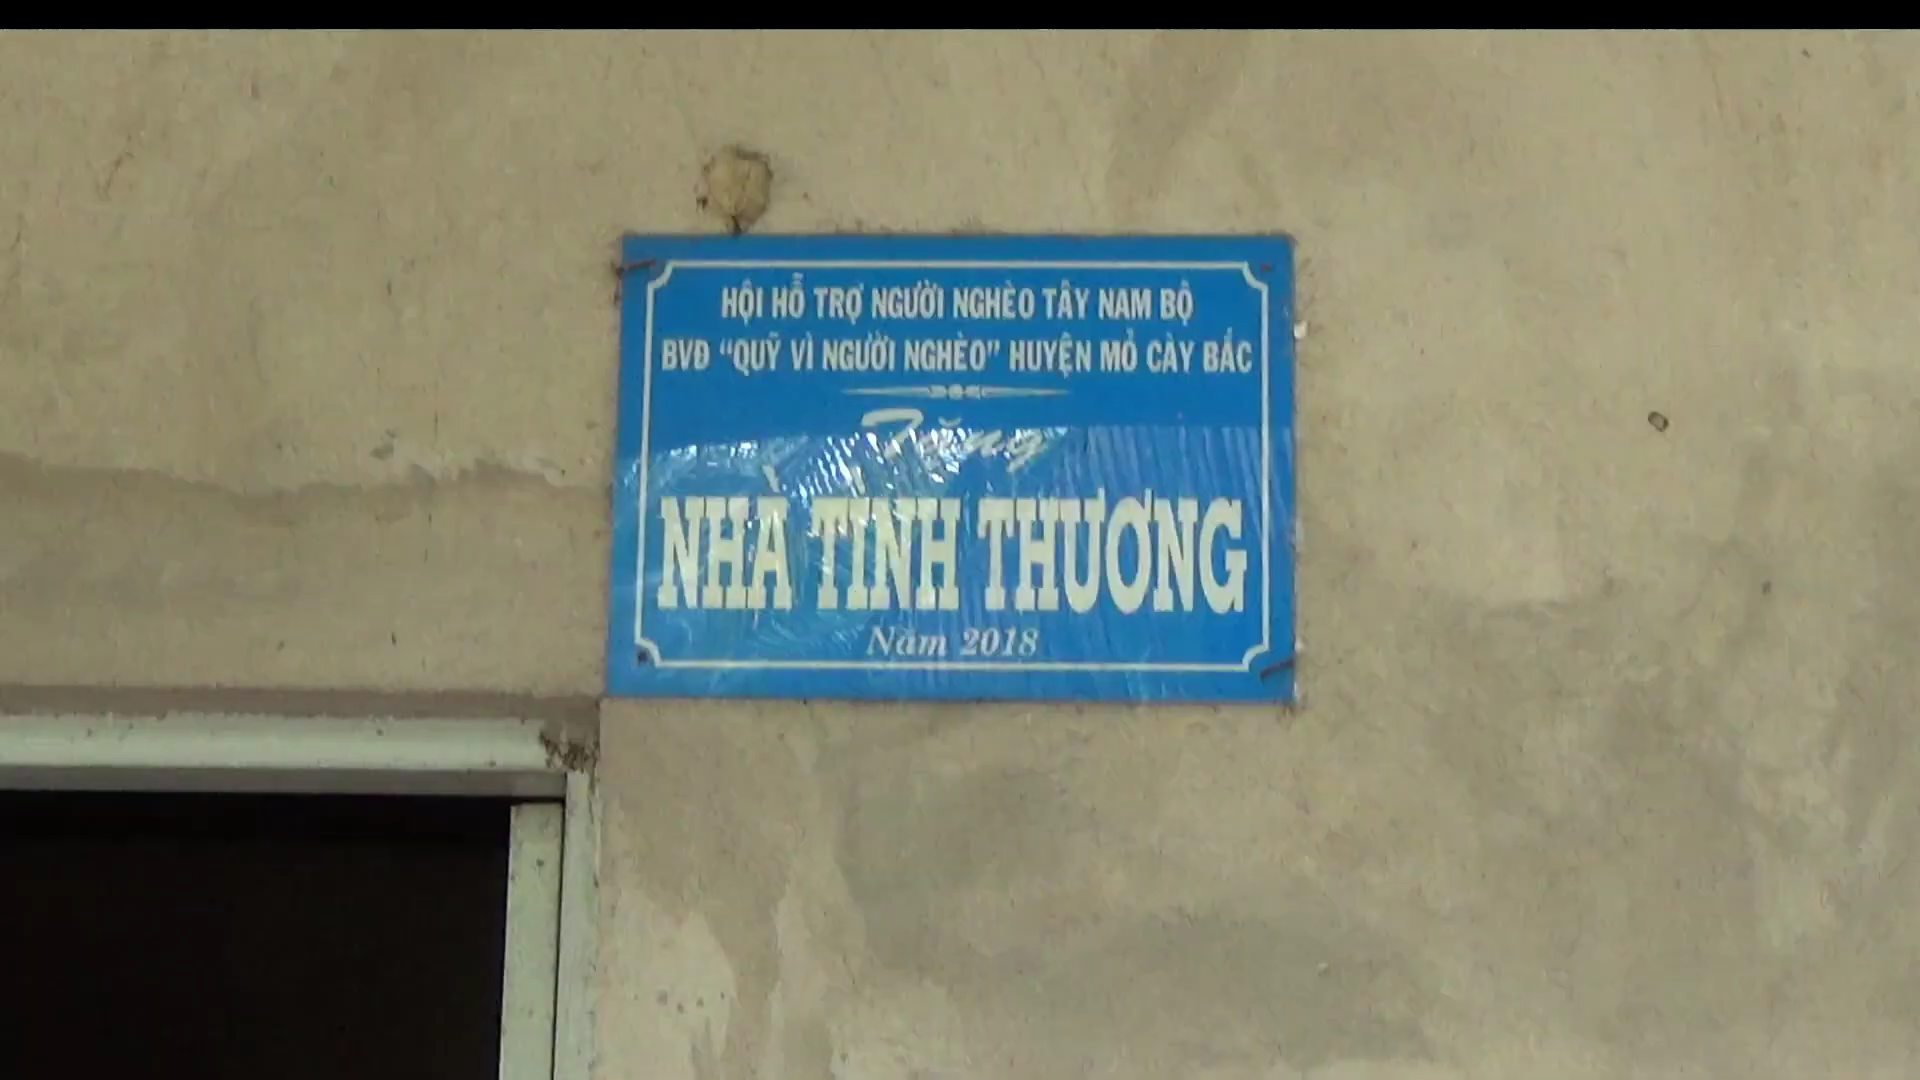 HỘI HỖ TRỢ NGƯỜI NGHÈO TÂY NAM BỘ
BVĐ “QUỸ VÌ NGƯỜI NGHÈO” HUYỆN MỎ CÀY BẮC
Tặng
NHÀ TÌNH THƯƠNG
Năm 2018